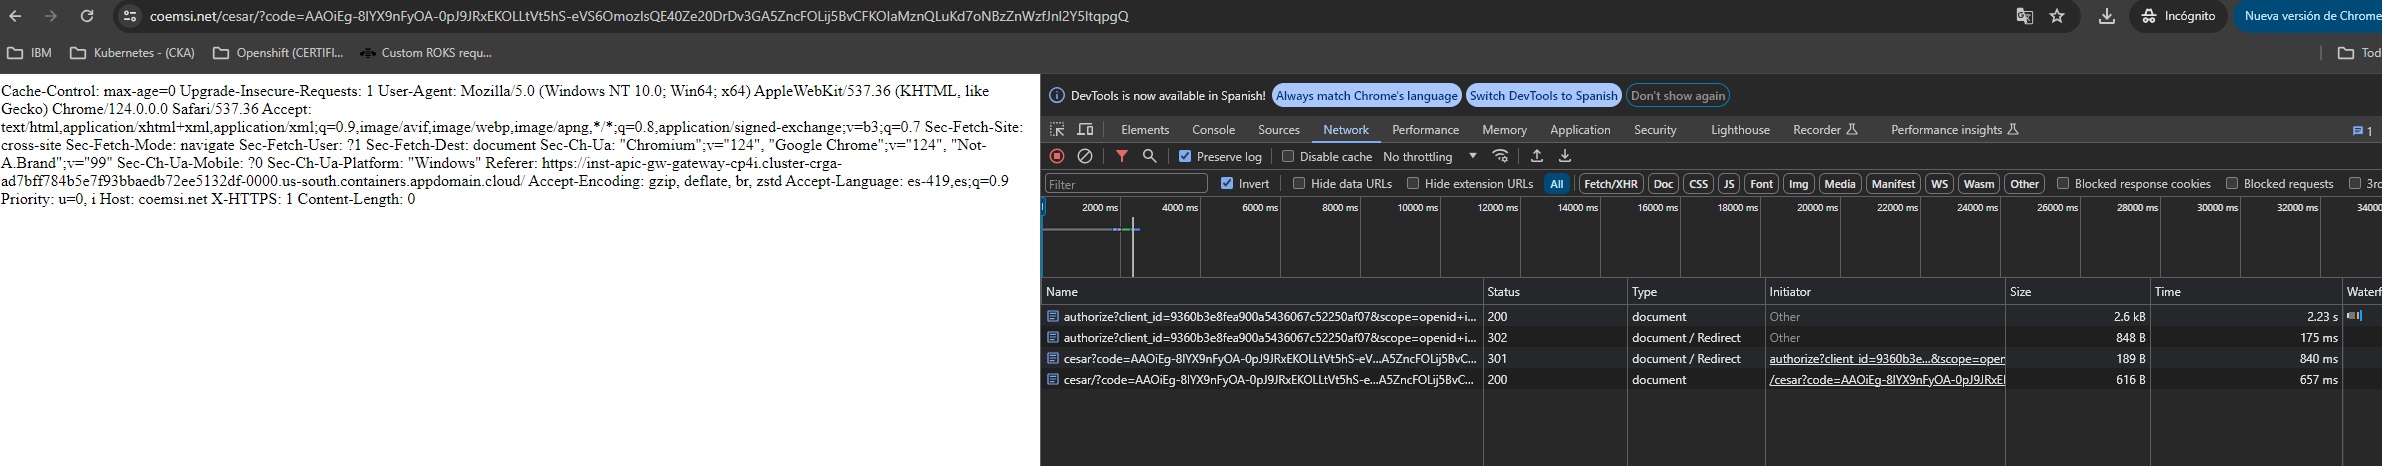 coemsi.net/cesar/?code=AAOiEg-8lYX9nFyOA-0pJ9JRxEKOLLtVt5hS-eVS6OmozlsQE40Ze20DrDv3GA5ZncFOLij5BvCFKOlaMznQLuKd7oNBzZnWzfJnl2Y5ltqpgQ
Incógnito
Nueva versión de Chrome
IBM
Kubernetes - (CKA)
Openshift (CERTIFI...
Custom ROKS requ...
Tod
Cache-Control: max-age=0 Upgrade-Insecure-Requests: 1 User-Agent: Mozilla/5.0 (Windows NT 10.0; Win64; x64) AppleWebKit/537.36 (KHTML, like
Gecko) Chrome/124.0.0.0 Safari/537.36 Accept:
text/html,application/xhtml+xml,application/xml;q=0.9,image/avif,image/webp,image/apng,*/*;q=0.8,application/signed-exchange;v=b3;q=0.7 Sec-Fetch-Site:
cross-site Sec-Fetch-Mode: navigate Sec-Fetch-User: ?1 Sec-Fetch-Dest: document Sec-Ch-Ua: "Chromium";v="124", "Google Chrome";v="124", "Not-
A.Brand";v="99" Sec-Ch-Ua-Mobile: ?0 Sec-Ch-Ua-Platform: "Windows" Referer: https://inst-apic-gw-gateway-cp4i.cluster-crga-
ad7bff784b5e7f93bbaedb72ee5132df-0000.us-south.containers.appdomain.cloud/ Accept-Encoding: gzip, deflate, br, zstd Accept-Language: es-419,es;q=0.9
Priority: u=0, i Host: coemsi.net X-HTTPS: 1 Content-Length: 0
DevTools is now available in Spanish!
Always match Chrome's language
Switch DevTools to Spanish
Don't show again
Elements
Console
Sources
Network
Performance
Memory
Application
Security
Lighthouse
Recorder
Performance insights
1
Preserve log
Disable cache
No throttling
Filter
Invert
Hide data URLs
Hide extension URLs
All
Fetch/XHR
Doc
CSS
JS
Font
Img
Media
Manifest
WS
Wasm
Other
Blocked response cookies
Blocked requests
3rd
2000 ms
4000 ms
6000 ms
8000 ms
10000 ms
12000 ms
14000 ms
16000 ms
18000 ms
20000 ms
22000 ms
24000 ms
26000 ms
28000 ms
30000 ms
32000 ms
34000
Name Status Type Initiator Size Time Waterf
authorize?client_id=9360b3e8fea900a5436067c52250af07&scope=openid+i... 200 document Other 2.6 kB 2.23 s
authorize?client_id=9360b3e8fea900a5436067c52250af07&scope=openid+i... 302 document / Redirect Other 848 B 175 ms
cesar?code=AAOiEg-8lYX9nFyOA-0pJ9JRxEKOLLtVt5hS-eV...A5ZncFOLij5BvC... 301 document / Redirect authorize?client_id=9360b3e...&scope=open 189 B 840 ms
cesar/?code=AAOiEg-8lYX9nFyOA-0pJ9JRxEKOLLtVt5hS-e...A5ZncFOLij5BvC... 200 document /cesar?code=AAOiEg-8lYX9nFyOA-0pJ9JRxEl 616 B 657 ms